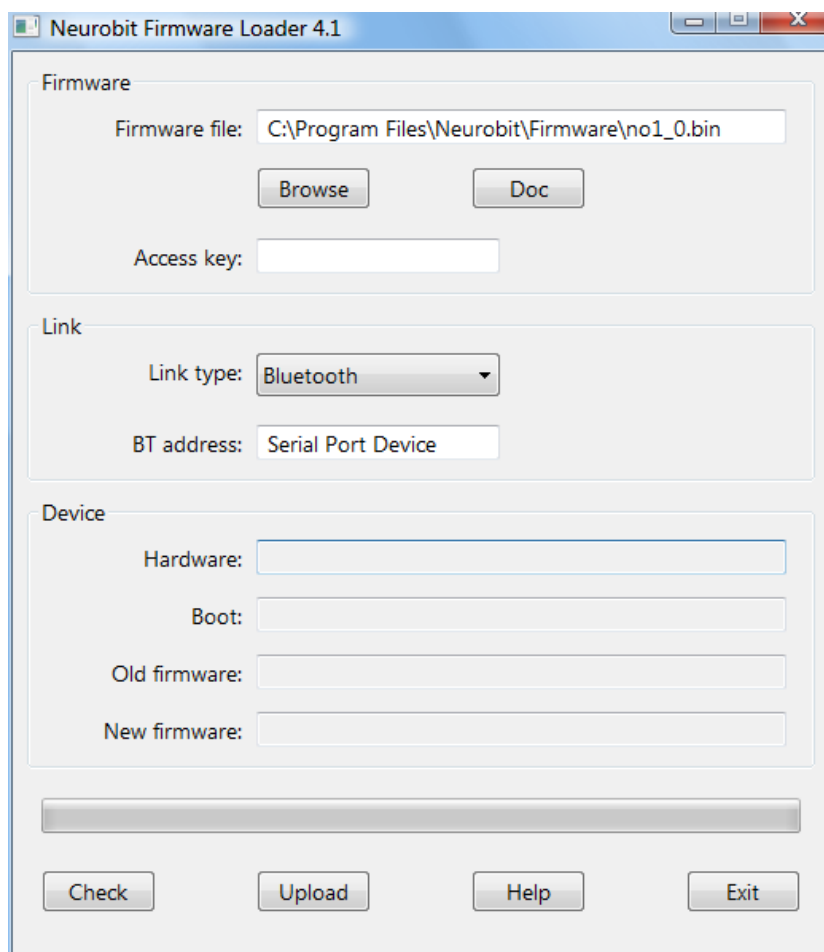 Neurobit Firmware Loader 4.1
Firmware
Firmware file: C:\Program Files\Neurobit\Firmware\no1_0.bin
Browse Doc
Access key:
Link
Link type: Bluetooth
BT address: Serial Port Device
Device
Hardware:
Boot:
Old firmware:
New firmware:
Check Upload Help Exit